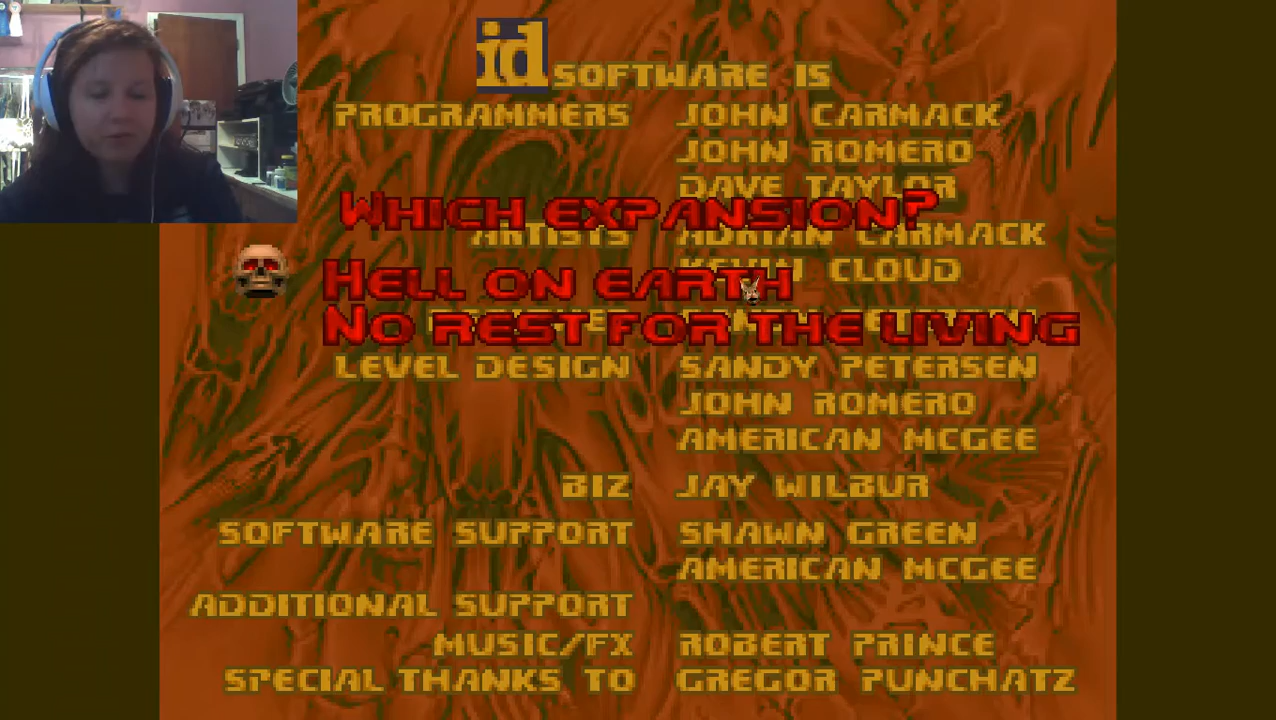 id SOFTWARE IS
PROGRAMMERS JOHN CARMACK
JOHN ROMERO
DAVE TAYLOR
WHICH EXPANSION?
ARTISTS ADRIAN CARMACK
KEVIN CLOUD
HELL ON EARTH
NO REST FOR THE LIVING
LEVEL DESIGN SANDY PETERSEN
JOHN ROMERO
AMERICAN MCGEE
BIZ JAY WILBUR
SOFTWARE SUPPORT SHAWN GREEN
AMERICAN MCGEE
ADDITIONAL SUPPORT
MUSIC/FX ROBERT PRINCE
SPECIAL THANKS TO GREGOR PUNCHATZ